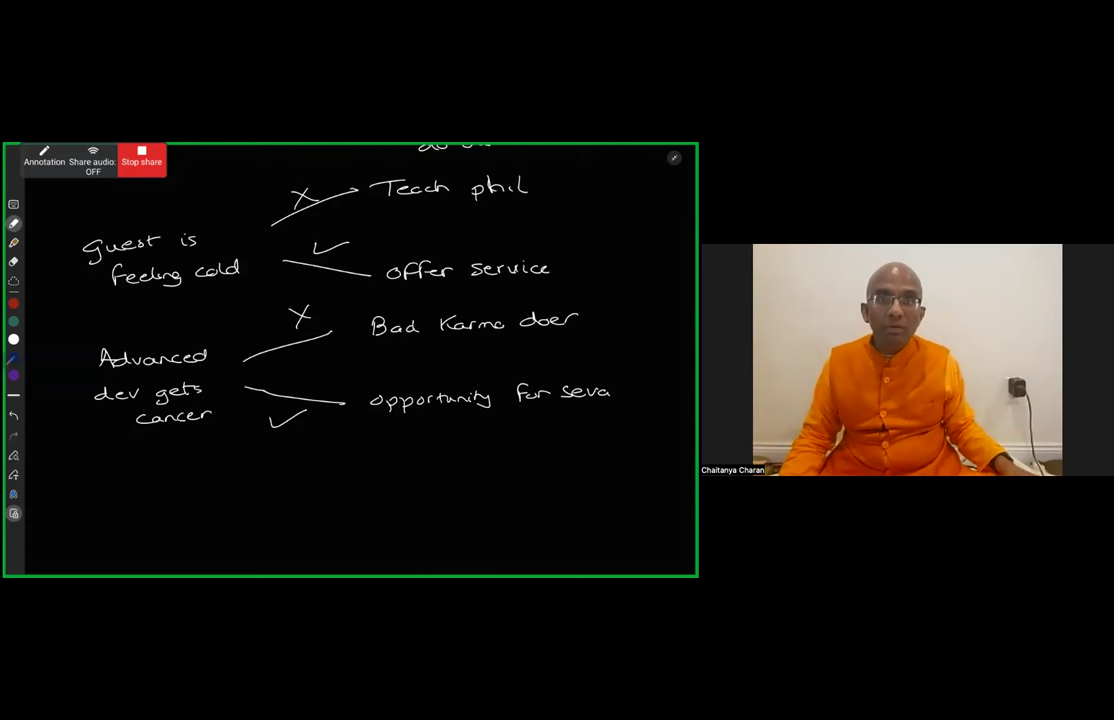 Annotation
Share audio:
OFF
Stop share
Teach phil
Guest is
feeling cold
offer service
Bad Karma doer
Advanced
dev gets
cancer
opportunity for seva
Chaitanya Charan